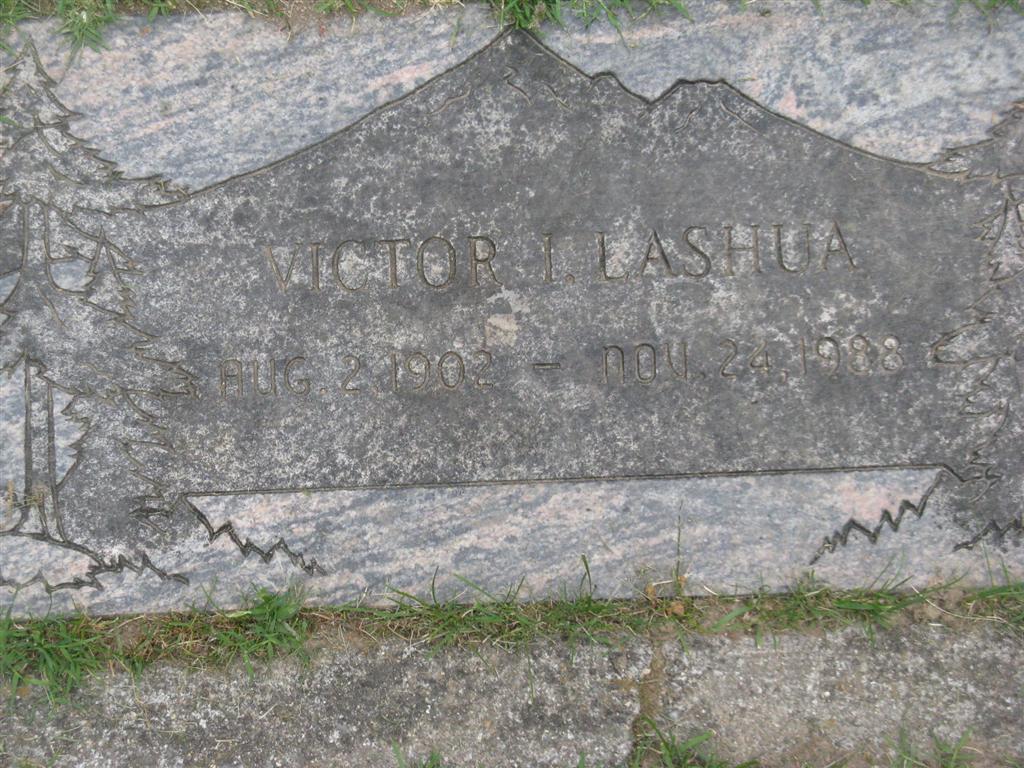 VICTOR I. LASHUA
AUG. 2, 1902 - NOV. 24, 1988